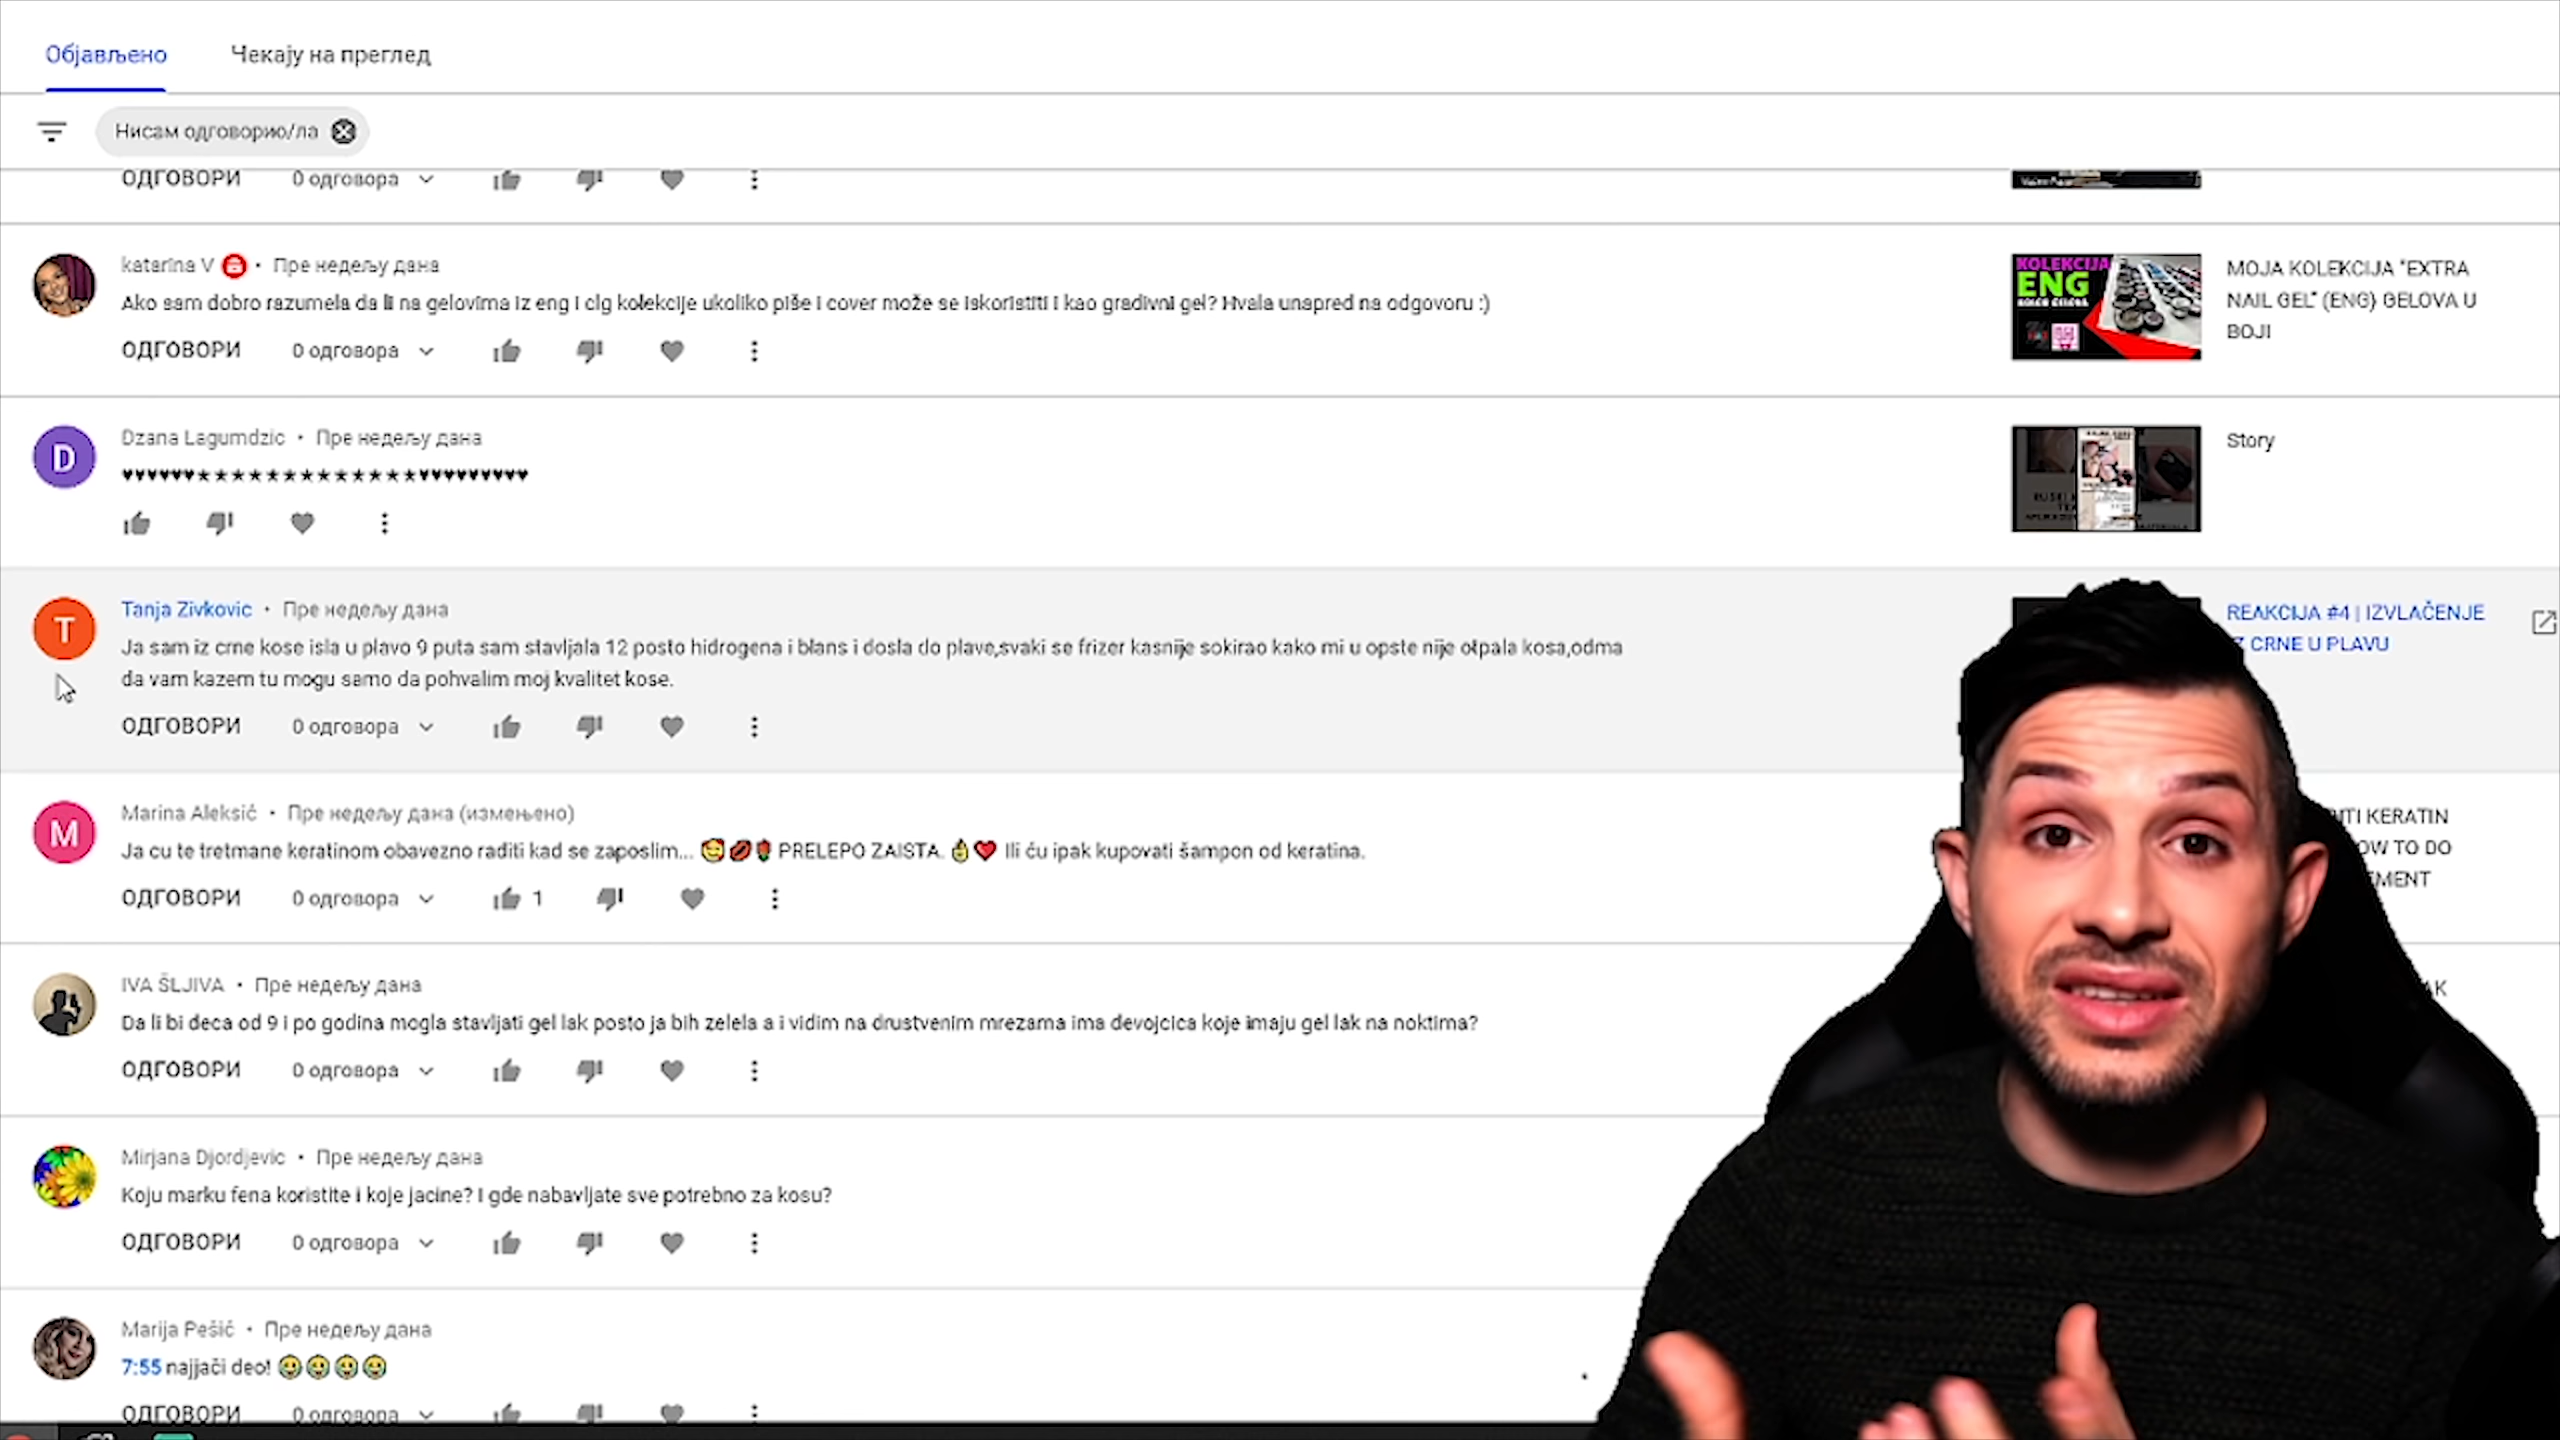 Објављено
Чекају на преглед
Нисам одговорио/ла
ОДГОВОРИ 0 одговора
katarina V • Пре недељу дана
Ako sam dobro razumela da li na gelovima iz eng i clg kolekcije ukoliko piše i cover može se iskoristiti i kao gradivni gel? Hvala unapred na odgovoru :)
ОДГОВОРИ 0 одговора
KOLEKCIJA
ENG
MOJA KOLEKCIJA "EXTRA
NAIL GEL" (ENG) GELOVA U
BOJI
D
Dzana Lagumdzic • Пре недељу дана
♥♥♥♥♥♥★★★★★★★★★★★★★♥♥♥♥♥♥♥♥♥
Story
T
Tanja Zivkovic • Пре недељу дана
Ja sam iz crne kose isla u plavo 9 puta sam stavljala 12 posto hidrogena i blans i dosla do plave,svaki se frizer kasnije sokirao kako mi u opste nije otpala kosa,odma
da vam kazem tu mogu samo da pohvalim moj kvalitet kose.
ОДГОВОРИ 0 одговора
REAKCIJA #4 | IZVLAČENJE
CRNE U PLAVU
M
Marina Aleksić • Пре недељу дана (измењено)
Ja cu te tretmane keratinom obavezno raditi kad se zaposlim... 🥰💋🌹 PRELEPO ZAISTA. 👌❤️ Ili ću ipak kupovati šampon od keratina.
ОДГОВОРИ 0 одговора 1
KERATIN
TO DO
IVA ŠLJIVA • Пре недељу дана
Da li bi deca od 9 i po godina mogla stavljati gel lak posto ja bih zelela a i vidim na drustvenim mrezama ima devojcica koje imaju gel lak na noktima?
ОДГОВОРИ 0 одговора
Mirjana Djordjevic • Пре недељу дана
Koju marku fena koristite i koje jacine? I gde nabavljate sve potrebno za kosu?
ОДГОВОРИ 0 одговора
Marija Pešić • Пре недељу дана
7:55 najjači deo! 😂😂😂😂
ОДГОВОРИ 0 одговора